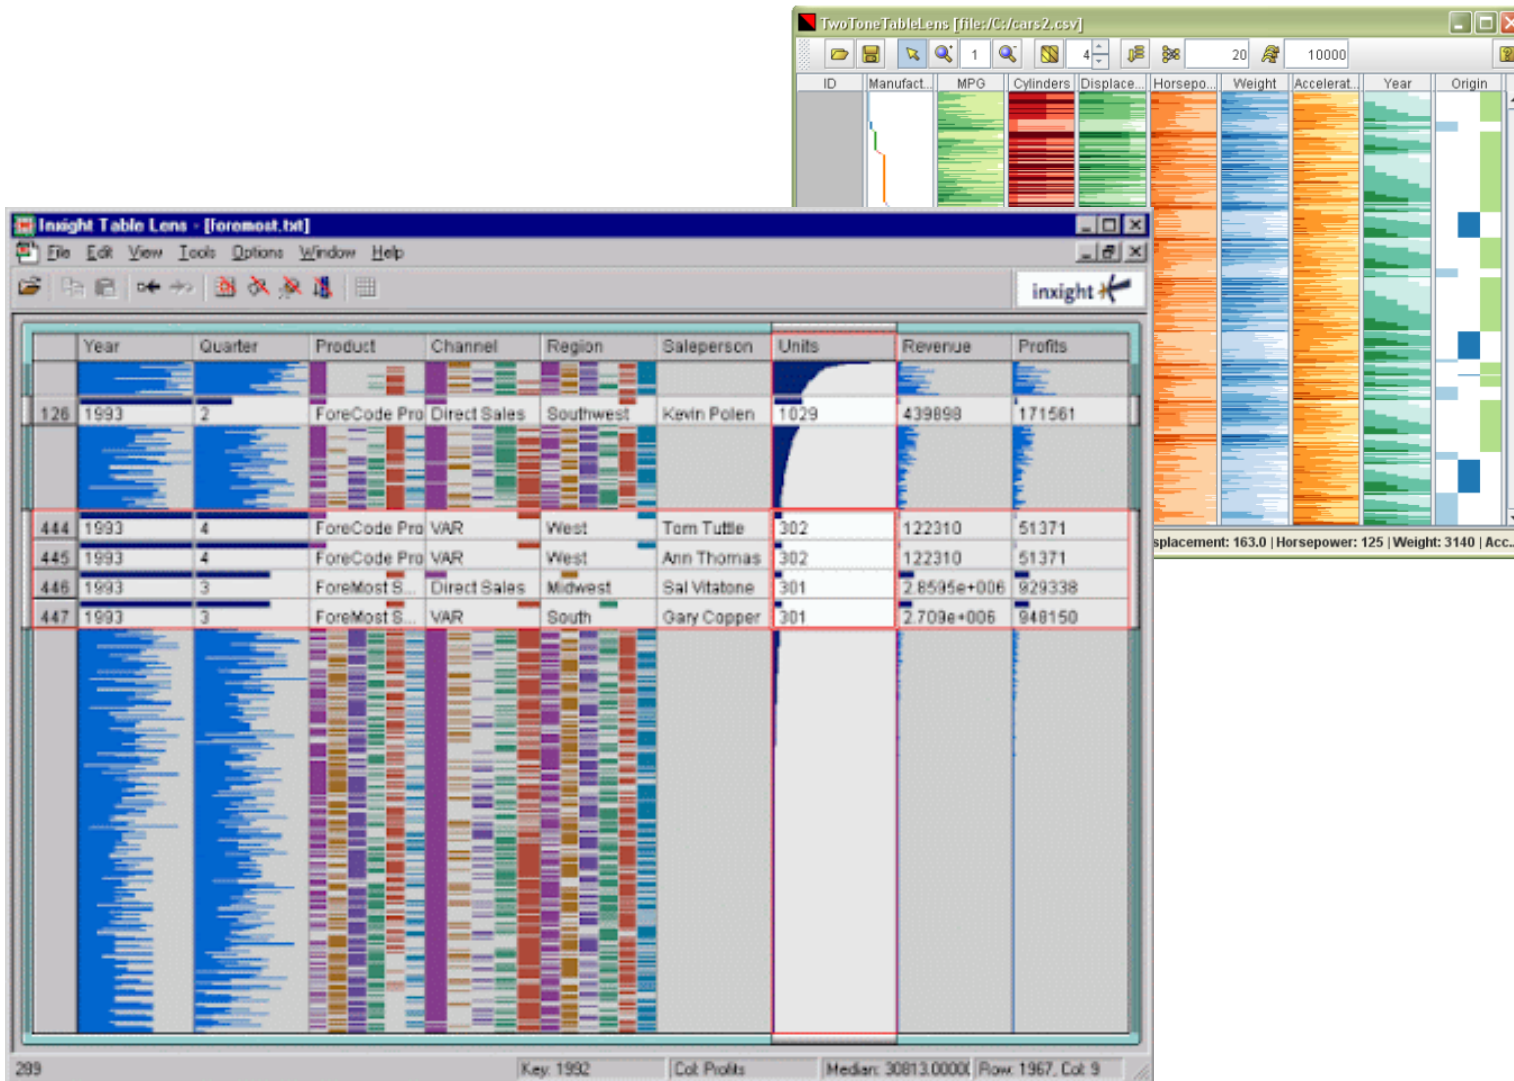 TwoToneTableLens [file:/C:/cars2.csv]
1 4 20 10000
ID Manufact... MPG Cylinders Displace... Horsepo... Weight Accelerat... Year Origin
Inxight Table Lens - [foremost.txt]
File Edit View Tools Options Window Help
inxight
Year Quarter Product Channel Region Saleperson Units Revenue Profits
126 1993 2 ForeCode Pro Direct Sales Southwest Kevin Polen 1029 439898 171561
444 1993 4 ForeCode Pro VAR West Tom Tuttle 302 122310 51371
445 1993 4 ForeCode Pro VAR West Ann Thomas 302 122310 51371
446 1993 3 ForeMost S... Direct Sales Midwest Sal Vitatone 301 2.8595e+006 929338
447 1993 3 ForeMost S... VAR South Gary Copper 301 2.709e+006 948150
splacement: 163.0 | Horsepower: 125 | Weight: 3140 | Acc...
289 Key: 1992 Col: Profits Median: 30813.0000( Row: 1967, Col: 9